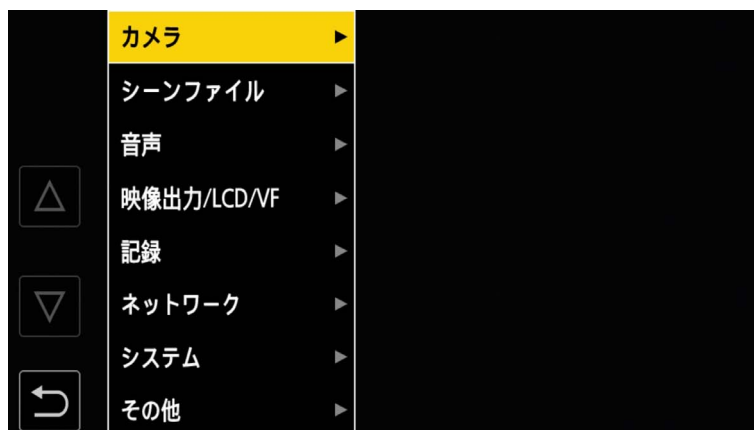 カメラ
シーンファイル
音声
映像出力/LCD/VF
記録
ネットワーク
システム
その他